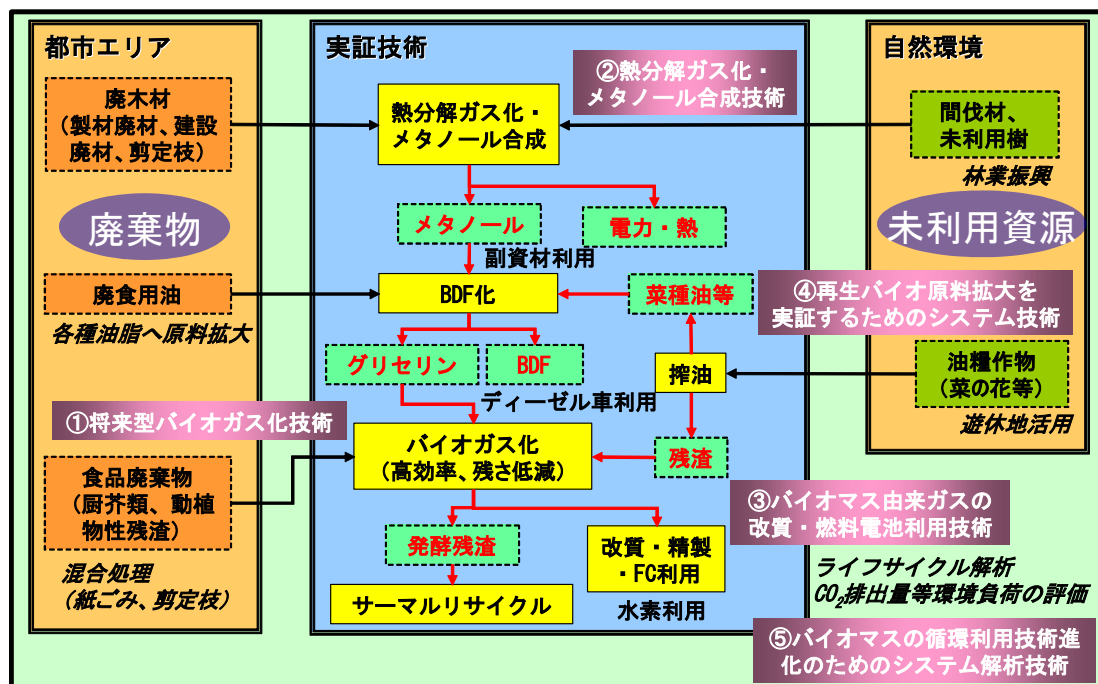 都市エリア
廃木材
（製材廃材、建設
廃材、剪定枝）
廃棄物
廃食用油
各種油脂へ原料拡大
①将来型バイオガス化技術
食品廃棄物
（厨芥類、動植
物性残渣）
混合処理
（紙ごみ、剪定枝）
実証技術
②熱分解ガス化・
メタノール合成技術
熱分解ガス化・
メタノール合成
メタノール
電力・熱
副資材利用
BDF化
菜種油等
グリセリン
BDF
搾油
ディーゼル車利用
バイオガス化
（高効率、残さ低減）
残渣
発酵残渣
改質・精製
・FC利用
サーマルリサイクル
水素利用
自然環境
間伐材、
未利用樹
林業振興
未利用資源
④再生バイオ原料拡大を
実証するためのシステム技術
油糧作物
（菜の花等）
遊休地活用
③バイオマス由来ガスの
改質・燃料電池利用技術
ライフサイクル解析
CO₂排出量等環境負荷の評価
⑤バイオマスの循環利用技術進
化のためのシステム解析技術